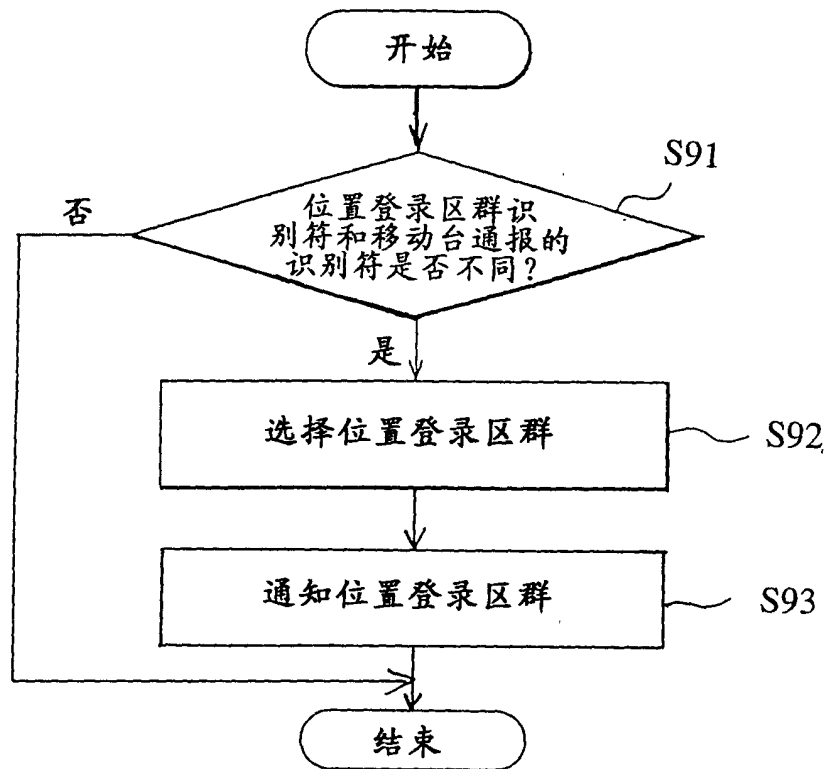 开始
S91
否
位置登录区群识
别符和移动台通报的
识别符是否不同?
是
选择位置登录区群
S92
通知位置登录区群
S93
结束